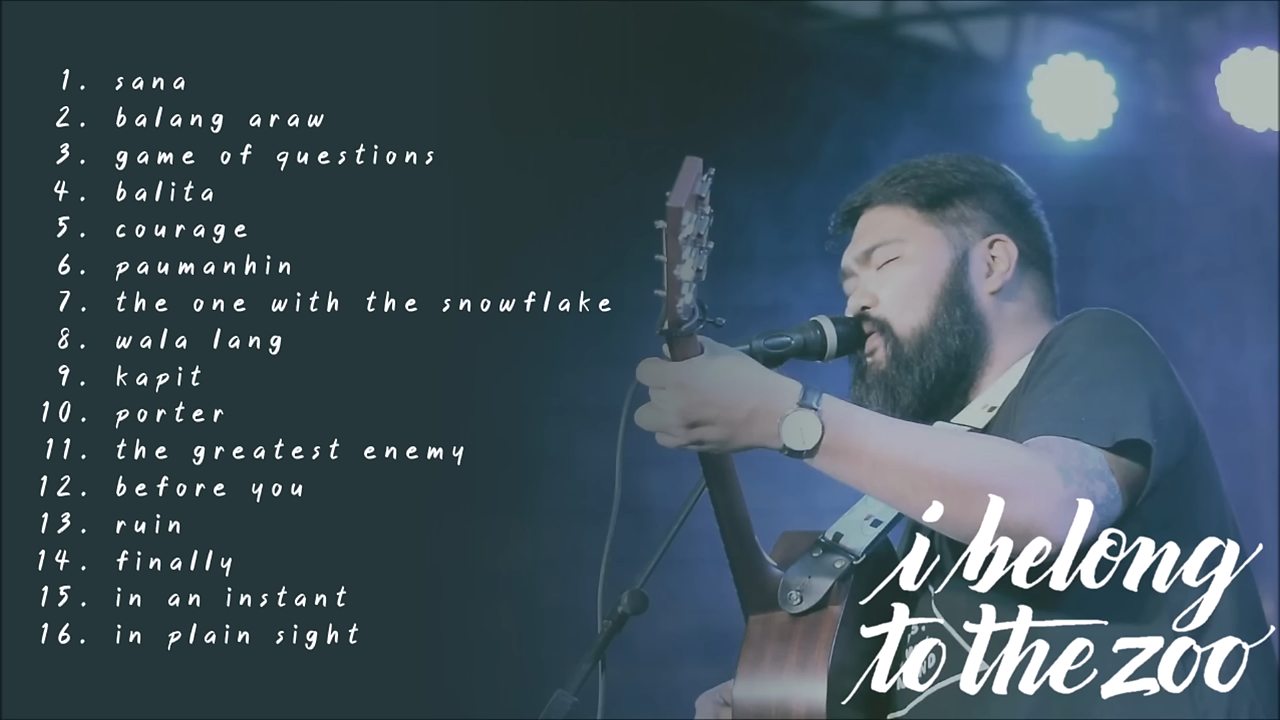 1. sana
2. balang araw
3. game of questions
4. balita
5. courage
6. paumanhin
7. the one with the snowflake
8. wala lang
9. kapit
10. porter
11. the greatest enemy
12. before you
13. ruin
14. finally
15. in an instant
16. in plain sight
i belong
to the zoo